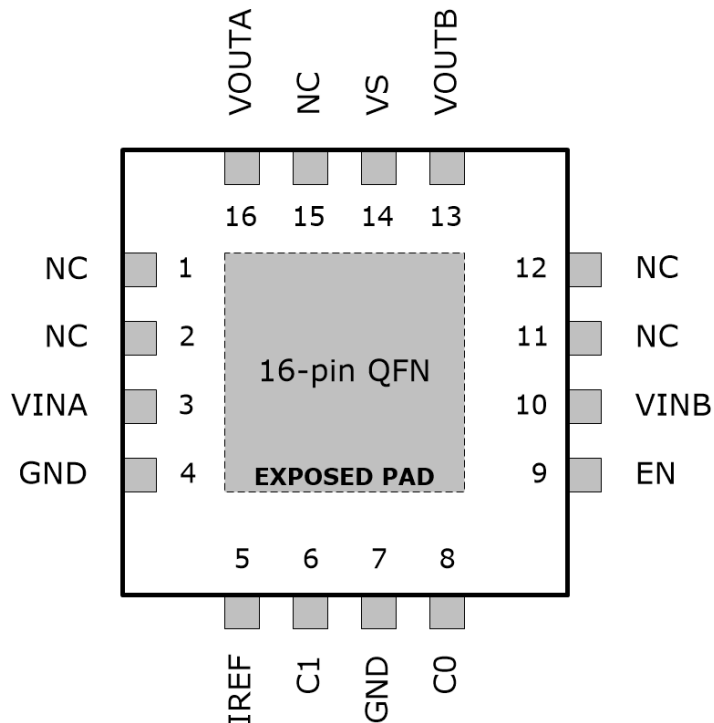 VOUTA
NC
VS
VOUTB
16 15 14 13
NC 1
12 NC
NC 2
11 NC
16-pin QFN
VINA 3
10 VINB
GND 4
9 EN
EXPOSED PAD
5 6 7 8
IREF
C1
GND
C0